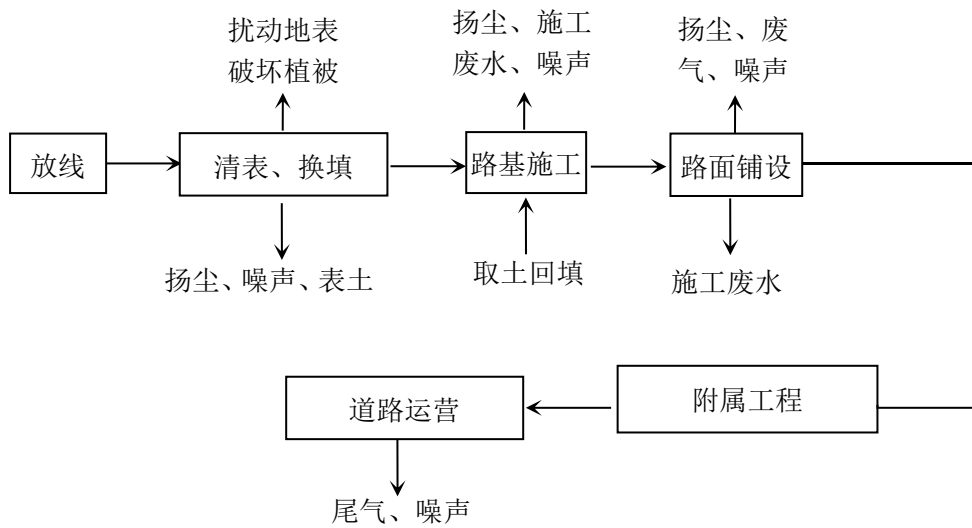 扰动地表
破坏植被
扬尘、施工
废水、噪声
扬尘、废
气、噪声
放线
清表、换填
路基施工
路面铺设
扬尘、噪声、表土
取土回填
施工废水
道路运营
附属工程
尾气、噪声